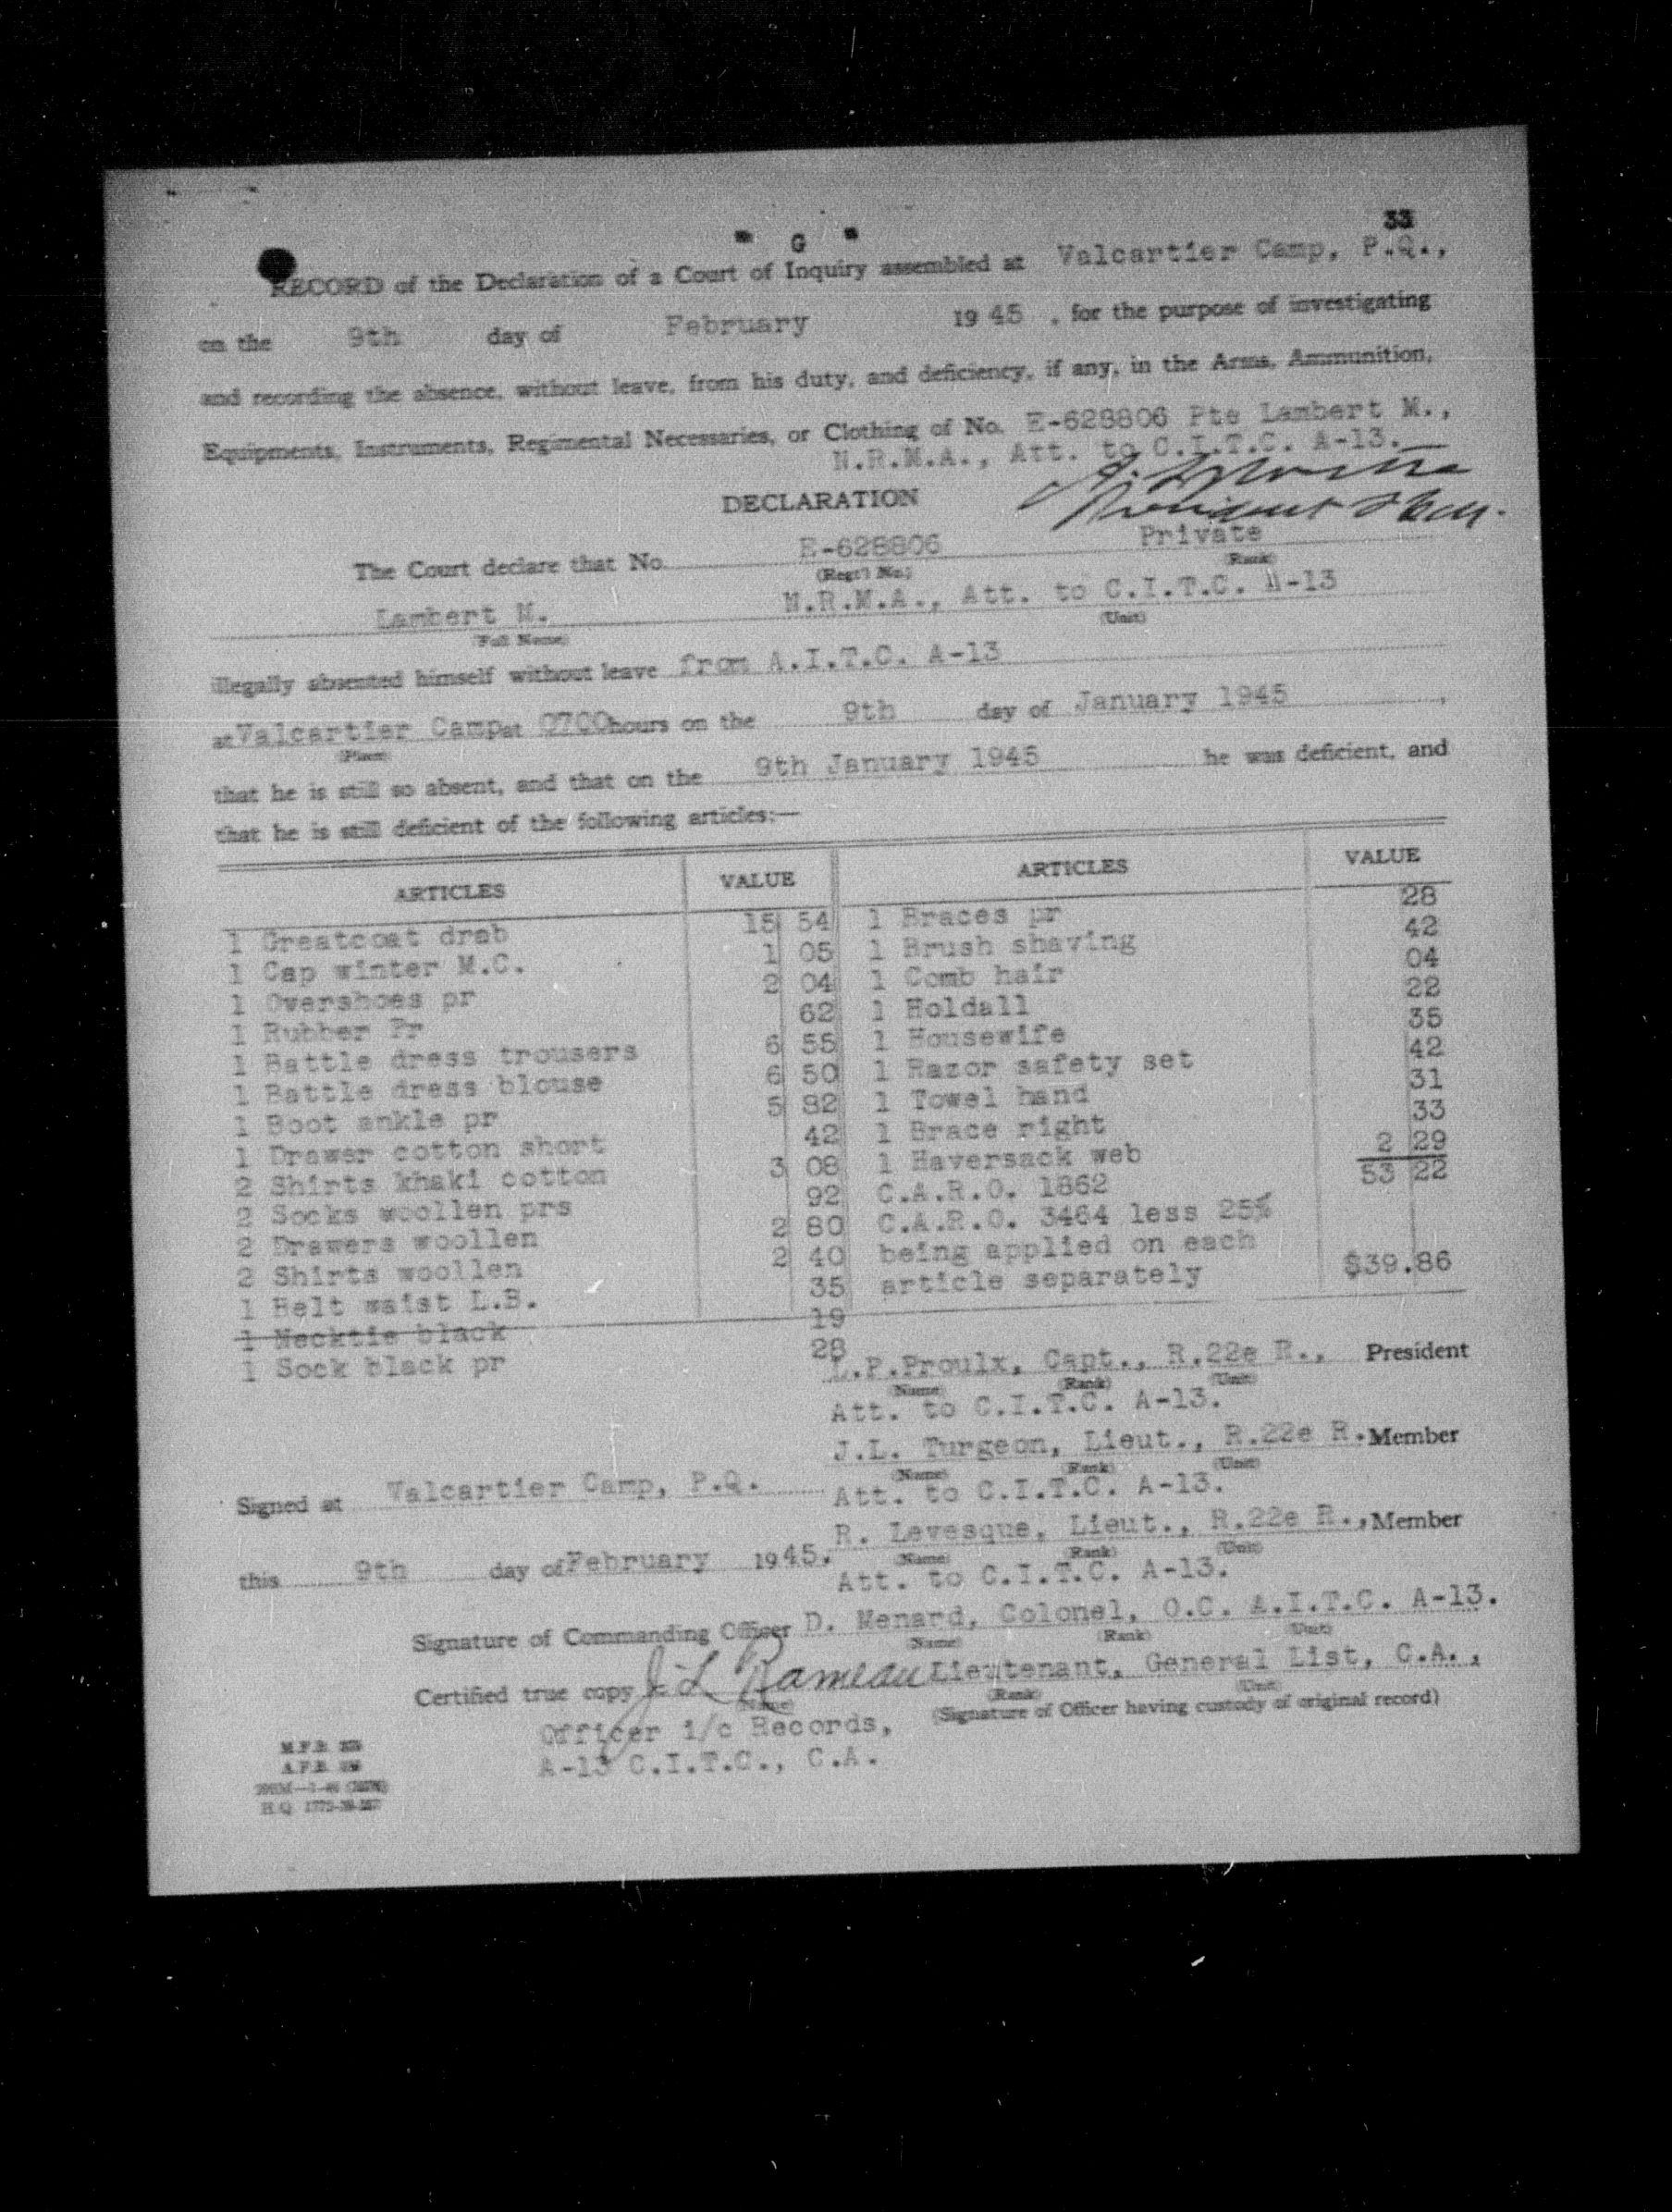 33
" G "
RECORD of the Declaration of a Court of Inquiry assembled at Valcartier Camp, P.Q.,
on the 9th day of February 19 45 , for the purpose of investigating
and recording the absence, without leave, from his duty, and deficiency, if any, in the Arms, Ammunition,
Equipments, Instruments, Regimental Necessaries, or Clothing of No. E-628806 Pte Lambert M.,
N.R.M.A., Att. to C.I.T.C. A-13.
DECLARATION
The Court declare that No. E-628806 Private
(Regt'l No.) Rank
Lambert M. N.R.M.A., Att. to C.I.T.C. A-13
(Full Name) (Unit)
illegally absented himself without leave from A.I.T.C. A-13
at Valcartier Camp at 0700 hours on the 9th day of January 1945 ,
(Place)
that he is still so absent, and that on the 9th January 1945 he was deficient, and
that he is still deficient of the following articles:—
ARTICLES VALUE ARTICLES VALUE
1 Greatcoat drab 15 54 1 Braces pr 28
1 Cap winter M.C. 1 05 1 Brush shaving 42
1 Overshoes pr 2 04 1 Comb hair 04
1 Rubber Pr 62 1 Holdall 22
1 Battle dress trousers 6 55 1 Housewife 35
1 Battle dress blouse 6 50 1 Razor safety set 42
1 Boot ankle pr 5 82 1 Towel hand 31
1 Drawer cotton short 42 1 Brace right 33
2 Shirts khaki cotton 3 08 1 Haversack web 2 29
2 Socks woollen prs 92 C.A.R.O. 1862 53 22
2 Drawers woollen 2 80 C.A.R.O. 3464 less 25%
2 Shirts woollen 2 40 being applied on each
1 Belt waist L.B. 35 article separately $39.86
1 Necktie black 19
1 Sock black pr 28
L.P.Proulx, Capt., R.22e R., President
(Name) (Rank) (Unit)
Att. to C.I.T.C. A-13.
J.L. Turgeon, Lieut., R.22e R. Member
(Name) (Rank) (Unit)
Signed at Valcartier Camp, P.Q. Att. to C.I.T.C. A-13.
R. Levesque, Lieut., R.22e R., Member
(Name) (Rank) (Unit)
this 9th day of February 1945. Att. to C.I.T.C. A-13.
Signature of Commanding Officer D. Menard, Colonel, O.C. A.I.T.C. A-13.
(Name) (Rank) (Unit)
Certified true copy J-L Rameau Lieutenant, General List, C.A.,
(Name) (Rank) (Unit)
Officer i/c Records, (Signature of Officer having custody of original record)
A-13 C.I.T.C., C.A.
M.F.B.
A.F.B.
H.Q. 1772-39-